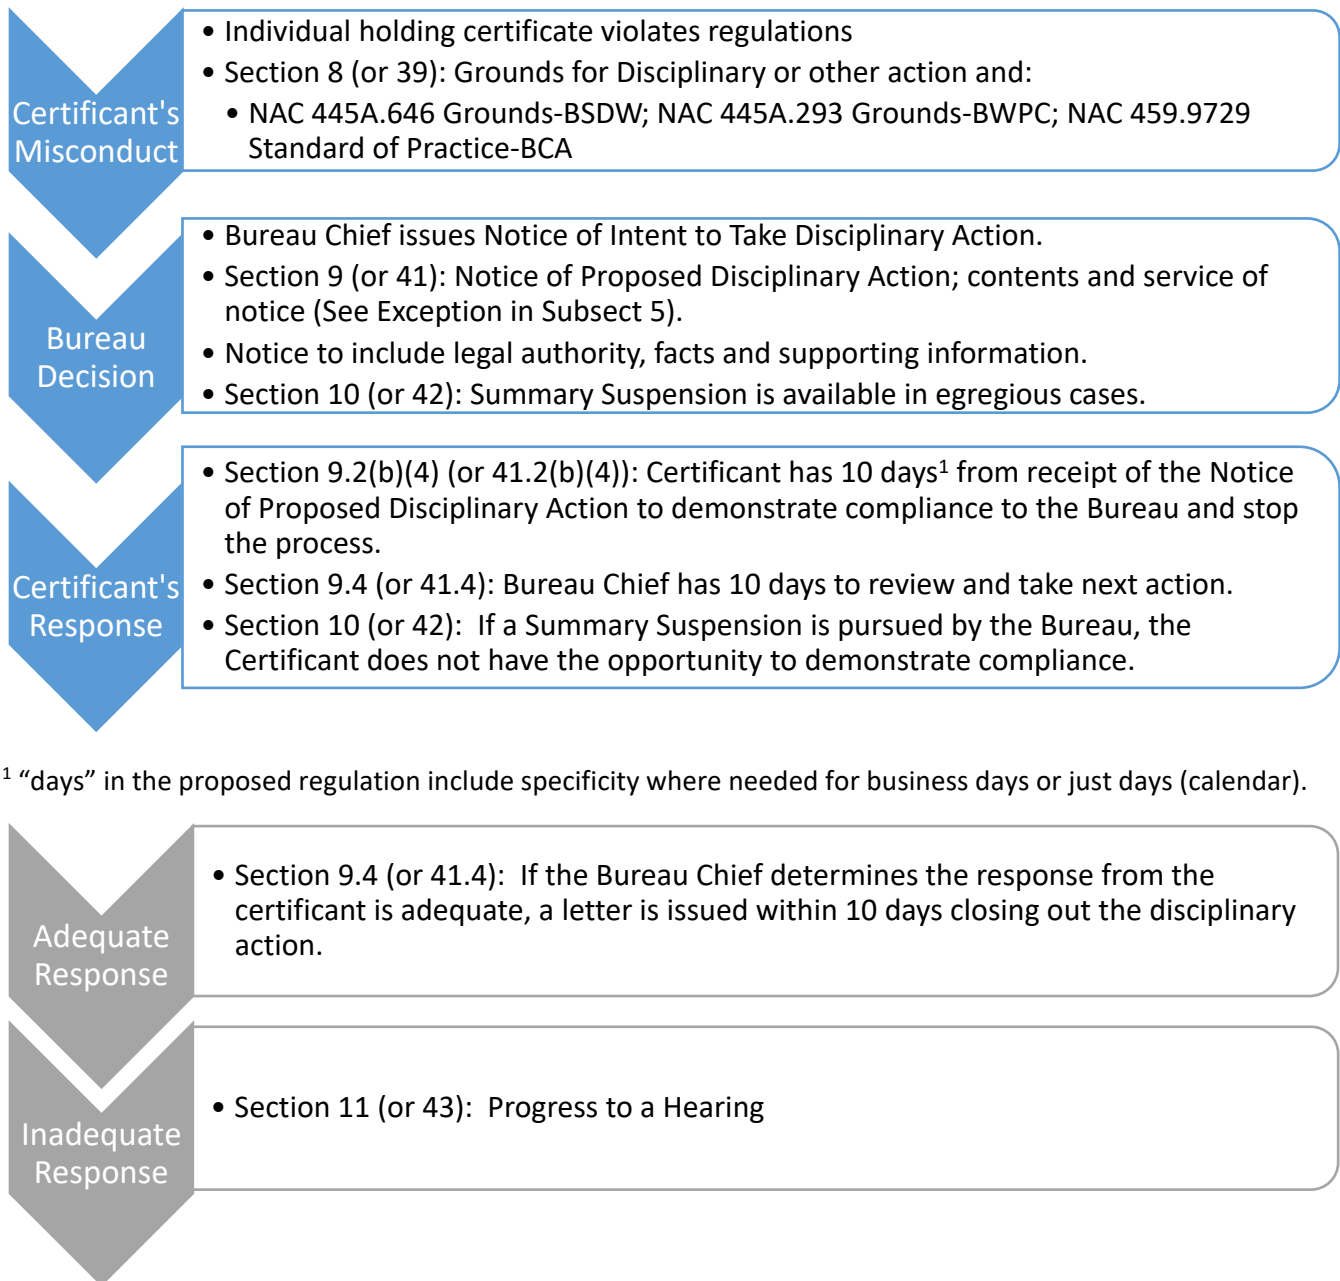 Certificant's
Misconduct
• Individual holding certificate violates regulations
• Section 8 (or 39): Grounds for Disciplinary or other action and:
• NAC 445A.646 Grounds-BSDW; NAC 445A.293 Grounds-BWPC; NAC 459.9729
Standard of Practice-BCA
Bureau
Decision
• Bureau Chief issues Notice of Intent to Take Disciplinary Action.
• Section 9 (or 41): Notice of Proposed Disciplinary Action; contents and service of
notice (See Exception in Subsect 5).
• Notice to include legal authority, facts and supporting information.
• Section 10 (or 42): Summary Suspension is available in egregious cases.
Certificant's
Response
• Section 9.2(b)(4) (or 41.2(b)(4)): Certificant has 10 days¹ from receipt of the Notice
of Proposed Disciplinary Action to demonstrate compliance to the Bureau and stop
the process.
• Section 9.4 (or 41.4): Bureau Chief has 10 days to review and take next action.
• Section 10 (or 42): If a Summary Suspension is pursued by the Bureau, the
Certificant does not have the opportunity to demonstrate compliance.
¹ “days” in the proposed regulation include specificity where needed for business days or just days (calendar).
Adequate
Response
• Section 9.4 (or 41.4): If the Bureau Chief determines the response from the
certificant is adequate, a letter is issued within 10 days closing out the disciplinary
action.
Inadequate
Response
• Section 11 (or 43): Progress to a Hearing